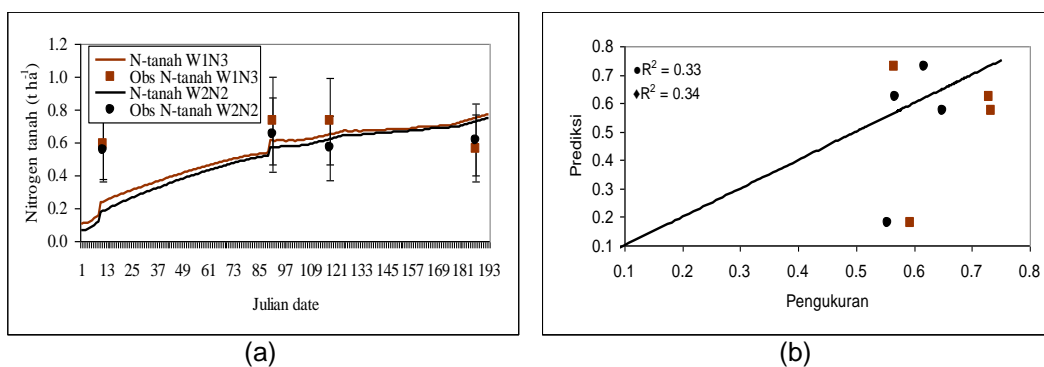 Nitrogen tanah (t ha⁻¹)
1.2
1.0
0.8
0.6
0.4
0.2
0.0
N-tanah W1N3
Obs N-tanah W1N3
N-tanah W2N2
Obs N-tanah W2N2
1 13 25 37 49 61 73 85 97 109 121 133 145 157 169 181 193
Julian date
(a)
Prediksi
0.8
0.7
0.6
0.5
0.4
0.3
0.2
0.1
R² = 0.33
R² = 0.34
0.1 0.2 0.3 0.4 0.5 0.6 0.7 0.8
Pengukuran
(b)